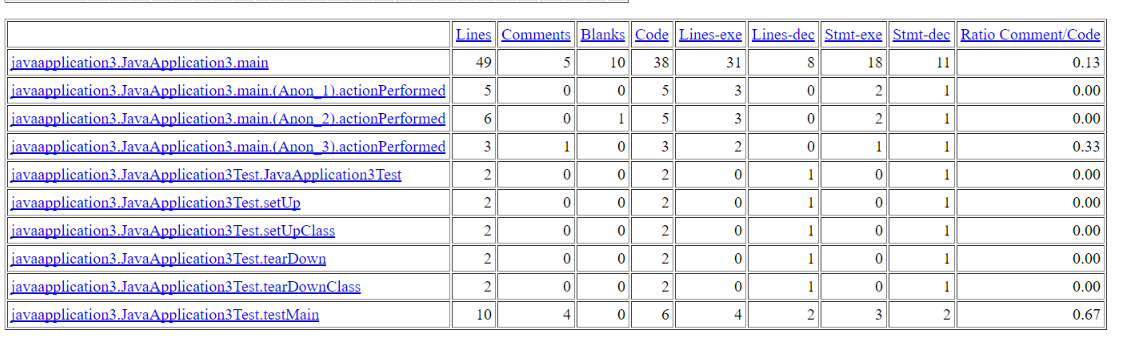 Lines Comments Blanks Code Lines-exe Lines-dec Stmt-exe Stmt-dec Ratio Comment/Code
javaapplication3.JavaApplication3.main 49 5 10 38 31 8 18 11 0.13
javaapplication3.JavaApplication3.main.(Anon_1).actionPerformed 5 0 0 5 3 0 2 1 0.00
javaapplication3.JavaApplication3.main.(Anon_2).actionPerformed 6 0 1 5 3 0 2 1 0.00
javaapplication3.JavaApplication3.main.(Anon_3).actionPerformed 3 1 0 3 2 0 1 1 0.33
javaapplication3.JavaApplication3Test.JavaApplication3Test 2 0 0 2 0 1 0 1 0.00
javaapplication3.JavaApplication3Test.setUp 2 0 0 2 0 1 0 1 0.00
javaapplication3.JavaApplication3Test.setUpClass 2 0 0 2 0 1 0 1 0.00
javaapplication3.JavaApplication3Test.tearDown 2 0 0 2 0 1 0 1 0.00
javaapplication3.JavaApplication3Test.tearDownClass 2 0 0 2 0 1 0 1 0.00
javaapplication3.JavaApplication3Test.testMain 10 4 0 6 4 2 3 2 0.67